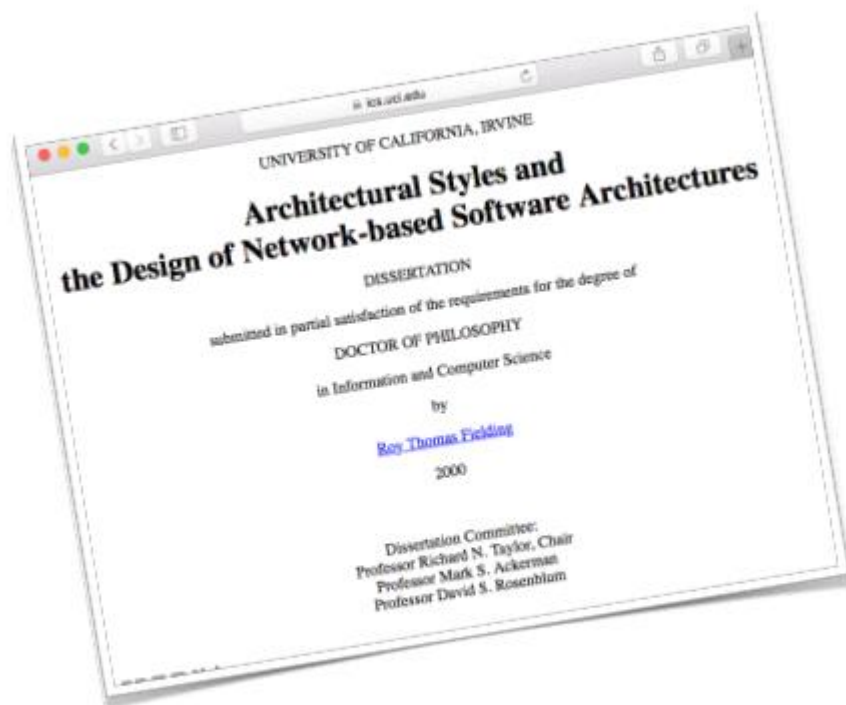 ics.uci.edu
UNIVERSITY OF CALIFORNIA, IRVINE
Architectural Styles and
the Design of Network-based Software Architectures
DISSERTATION
submitted in partial satisfaction of the requirements for the degree of
DOCTOR OF PHILOSOPHY
in Information and Computer Science
by
Roy Thomas Fielding
2000
Dissertation Committee:
Professor Richard N. Taylor, Chair
Professor Mark S. Ackerman
Professor David S. Rosenblum